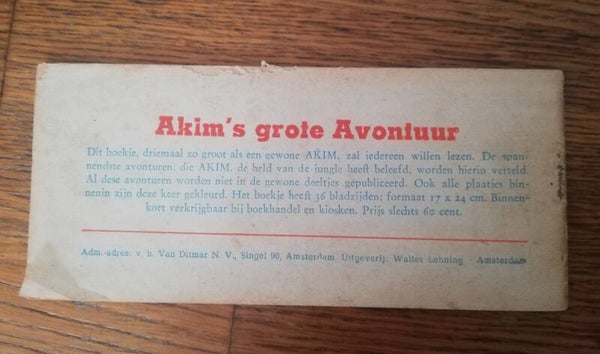 Akim's grote Avontuur
Dit boekje, driemaal zo groot als een gewone AKIM, zal iedereen willen lezen. De span-
nendste avonturen, die AKIM, de held van de jungle heeft beleefd, worden hierin verteld.
Al deze avonturen worden niet in de gewone deeltjes gepubliceerd. Ook alle plaatjes bin-
nenin zijn deze keer gekleurd. Het boekje heeft 36 bladzijden; formaat 17 x 24 cm. Binnen-
kort verkrijgbaar bij boekhandel en kiosken. Prijs slechts 60 cent.
Adm.-adres: v. h. Van Ditmar N. V., Singel 90, Amsterdam, Uitgeverij: Walter Lehning Amsterdam